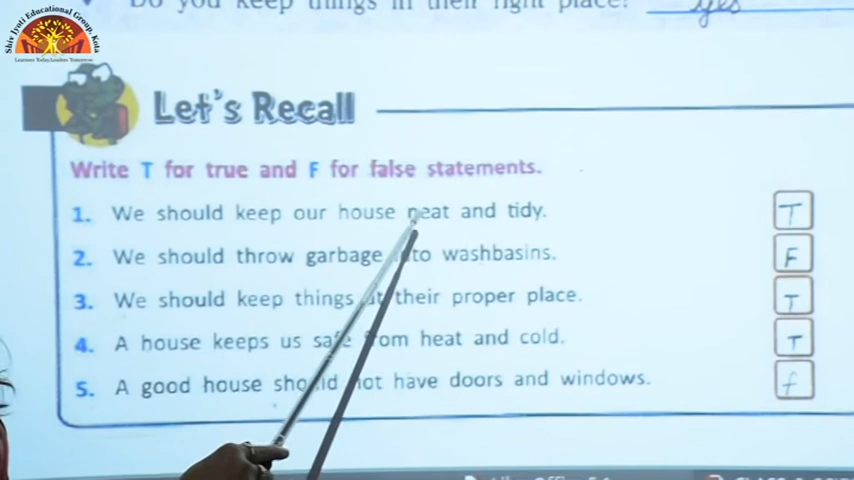 Shiv Jyoti Educational Group, Kota
Learners Today Leaders Tomorrow
Do you keep things in their right place? yes
Let's Recall
Write T for true and F for false statements.
1. We should keep our house neat and tidy. T
2. We should throw garbage into washbasins. F
3. We should keep things at their proper place. T
4. A house keeps us safe from heat and cold. T
5. A good house should not have doors and windows. f